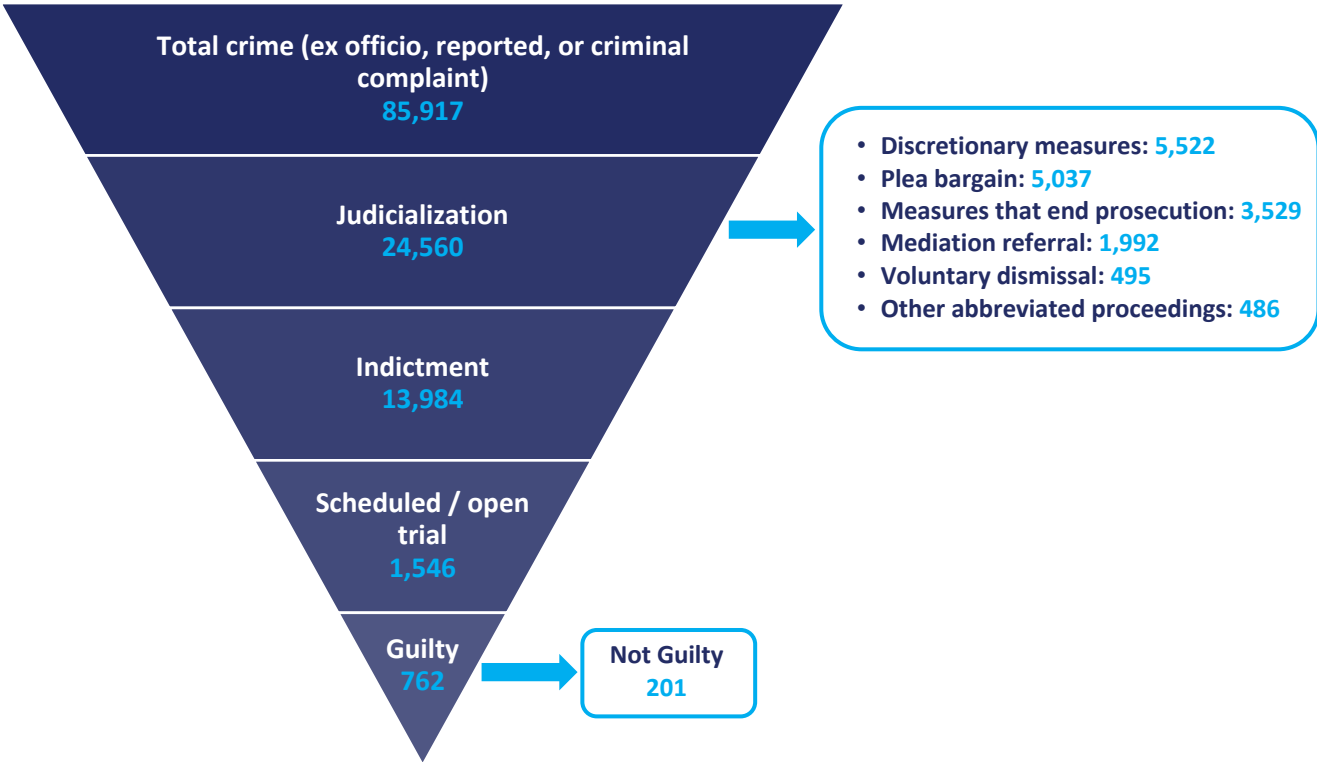 Total crime (ex officio, reported, or criminal
complaint)
85,917
Judicialization
24,560
• Discretionary measures: 5,522
• Plea bargain: 5,037
• Measures that end prosecution: 3,529
• Mediation referral: 1,992
• Voluntary dismissal: 495
• Other abbreviated proceedings: 486
Indictment
13,984
Scheduled / open
trial
1,546
Guilty
762
Not Guilty
201